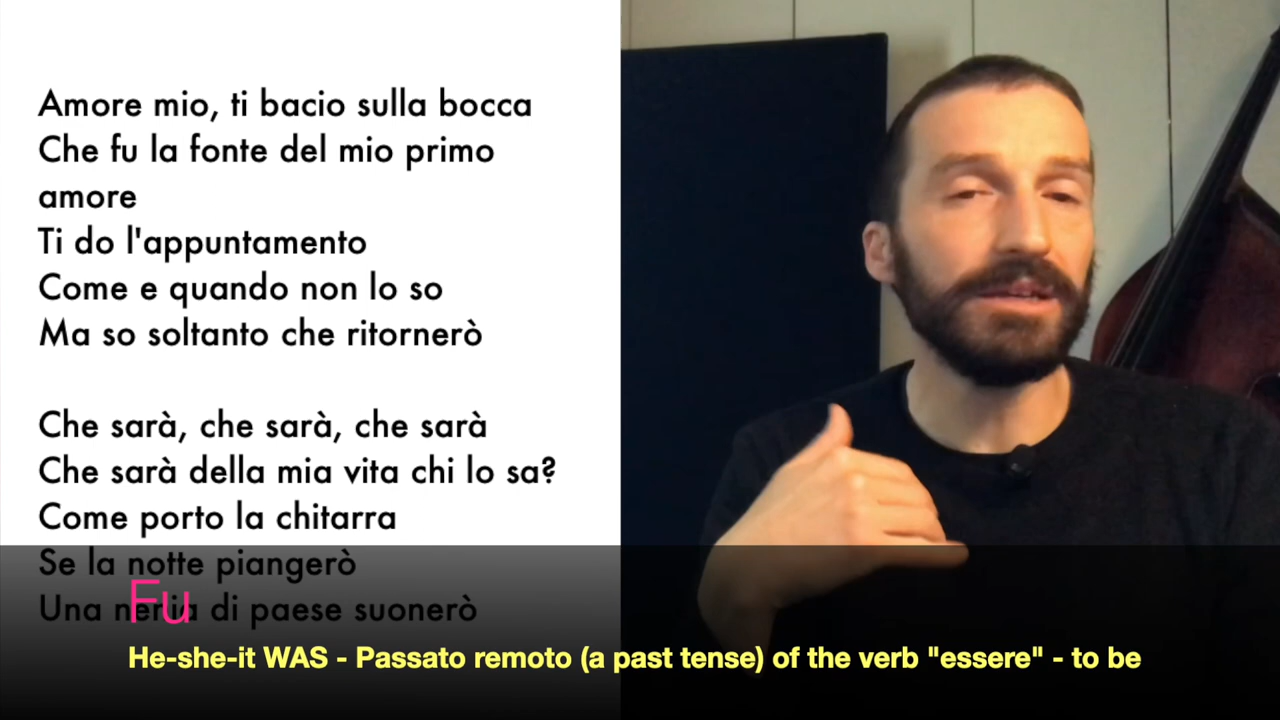 Amore mio, ti bacio sulla bocca
Che fu la fonte del mio primo
amore
Ti do l'appuntamento
Come e quando non lo so
Ma so soltanto che ritornerò
Che sarà, che sarà, che sarà
Che sarà della mia vita chi lo sa?
Come porto la chitarra
Se la notte piangerò
Una nenia di paese suonerò
Fu
He-she-it WAS - Passato remoto (a past tense) of the verb "essere" - to be